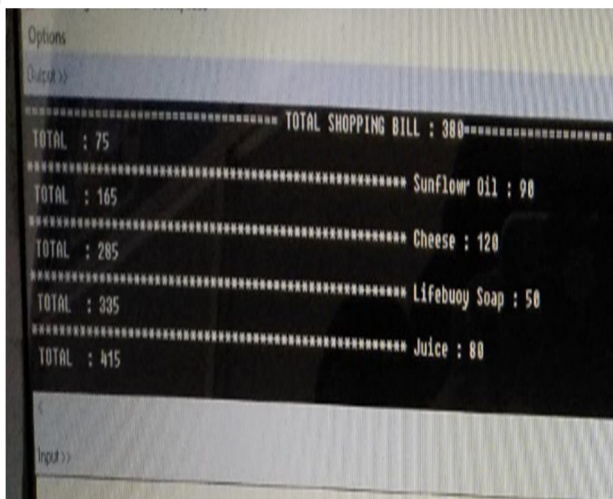 Options
Output>>
============================ TOTAL SHOPPING BILL : 380==================
TOTAL : 75
******************************************* Sunflowr Oil : 90
TOTAL : 165
******************************************* Cheese : 120
TOTAL : 285
******************************************* Lifebuoy Soap : 50
TOTAL : 335
******************************************* Juice : 80
TOTAL : 415
<
Input>>